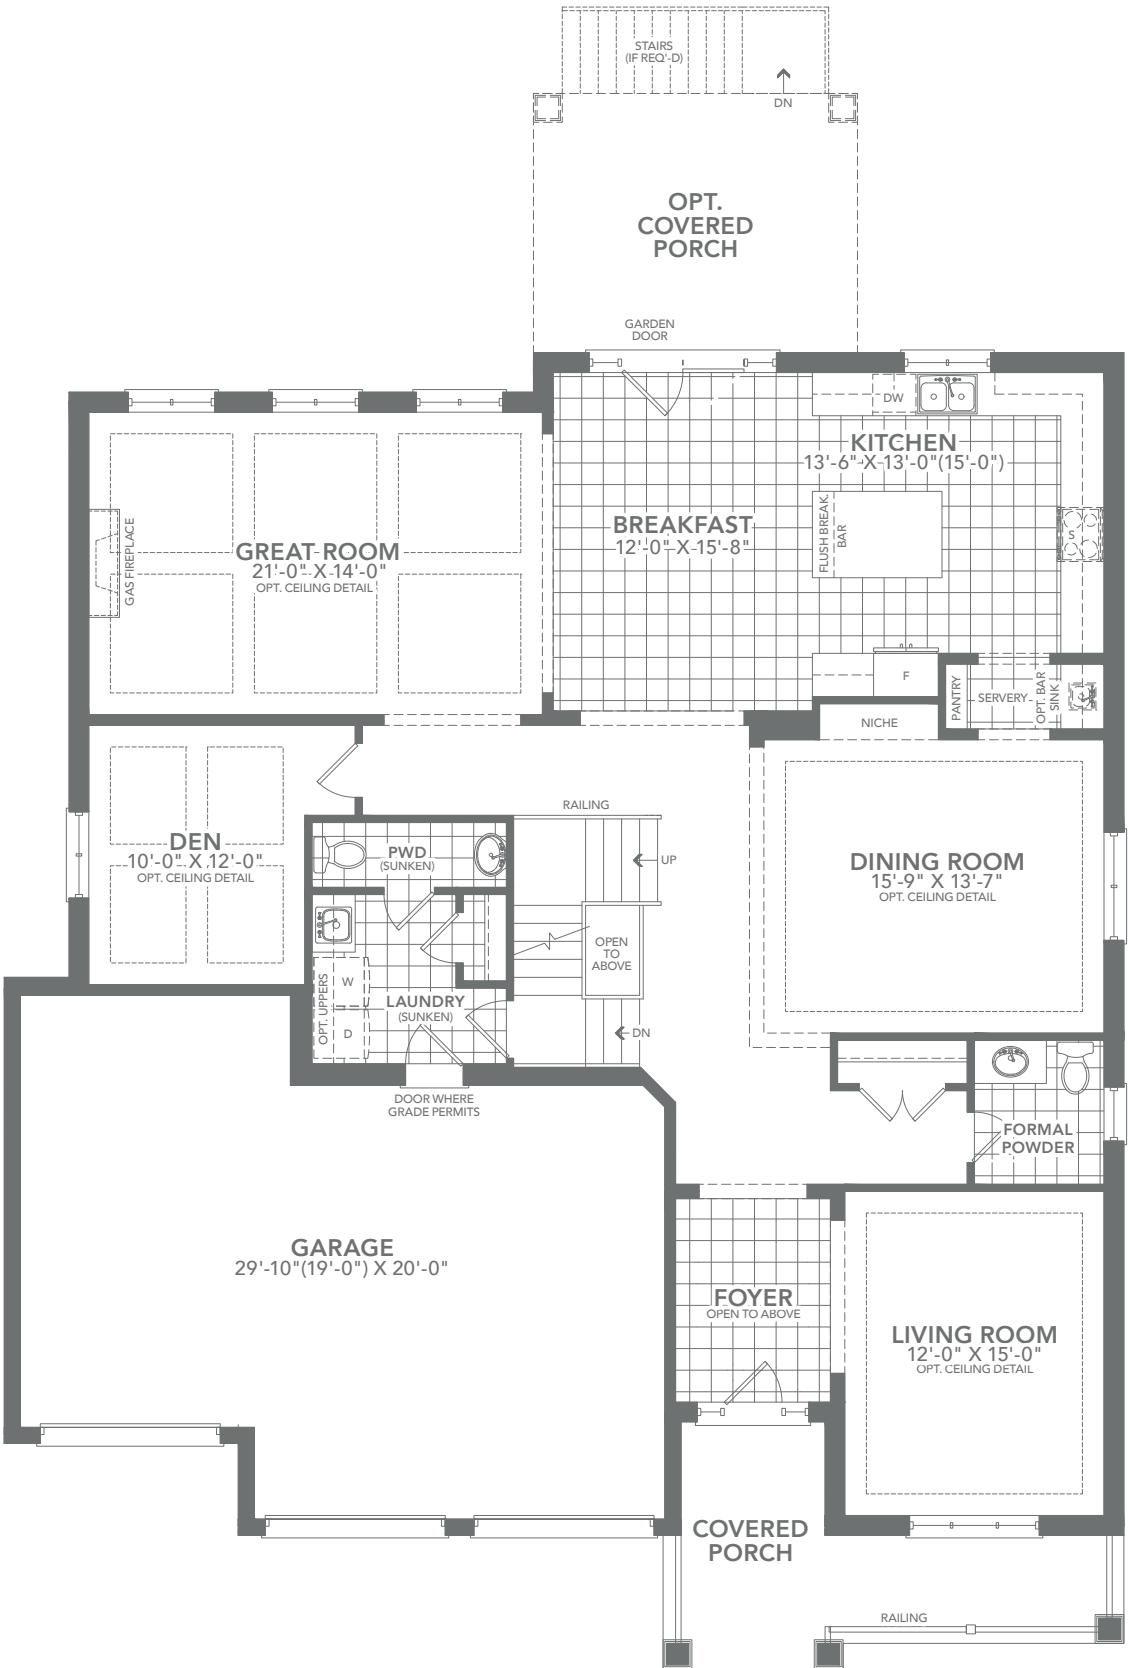 STAIRS
(IF REQ'-D)
DN
OPT.
COVERED
PORCH
GARDEN
DOOR
DW
KITCHEN
13'-6" X 13'-0"(15'-0")
BREAKFAST
12'-0" X 15'-8"
FLUSH BREAK.
BAR
S
GREAT ROOM
21'-0" X 14'-0"
OPT. CEILING DETAIL
GAS FIREPLACE
F
PANTRY
SERVERY
OPT. BAR
SINK
NICHE
DEN
10'-0" X 12'-0"
OPT. CEILING DETAIL
RAILING
PWD
(SUNKEN)
UP
DINING ROOM
15'-9" X 13'-7"
OPT. CEILING DETAIL
OPEN
TO
ABOVE
W
D
OPT. UPPERS
LAUNDRY
(SUNKEN)
DN
DOOR WHERE
GRADE PERMITS
FORMAL
POWDER
GARAGE
29'-10"(19'-0") X 20'-0"
FOYER
OPEN TO ABOVE
LIVING ROOM
12'-0" X 15'-0"
OPT. CEILING DETAIL
COVERED
PORCH
RAILING